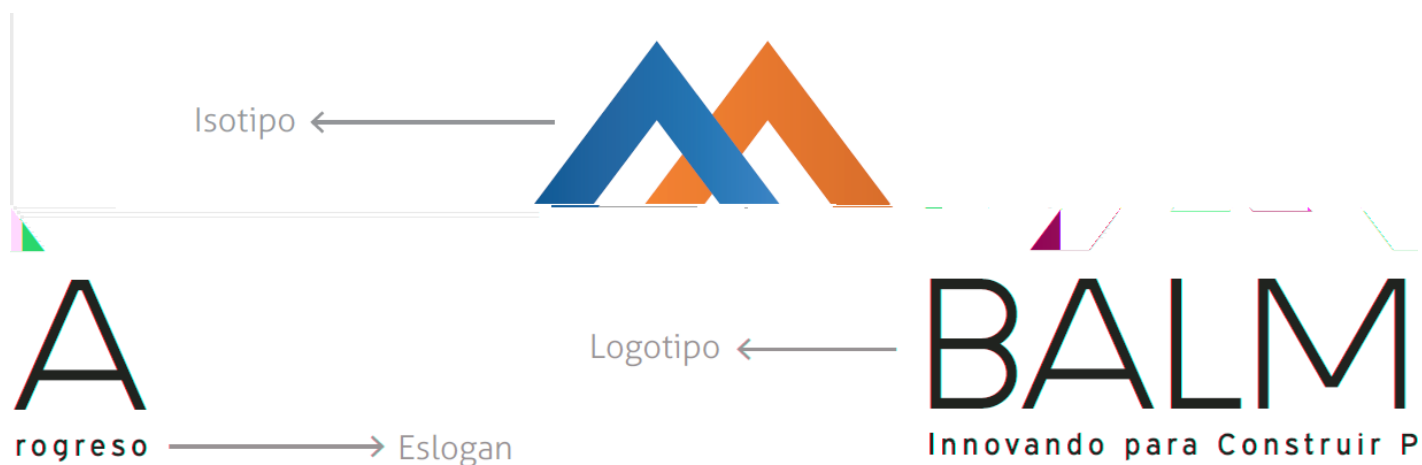 Isotipo
A
Logotipo
BALM
rogreso
Eslogan
Innovando para Construir P